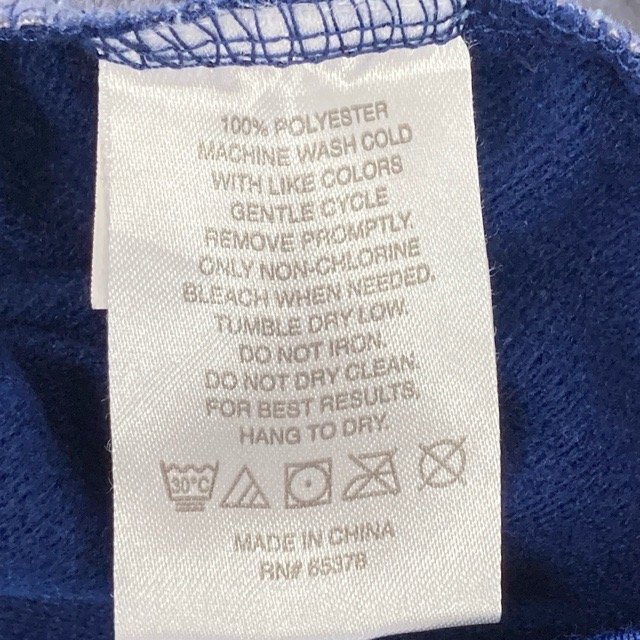 100% POLYESTER
MACHINE WASH COLD
WITH LIKE COLORS
GENTLE CYCLE
REMOVE PROMPTLY.
ONLY NON-CHLORINE
BLEACH WHEN NEEDED.
TUMBLE DRY LOW.
DO NOT IRON.
DO NOT DRY CLEAN.
FOR BEST RESULTS,
HANG TO DRY.
30°C
MADE IN CHINA
RN# 65378